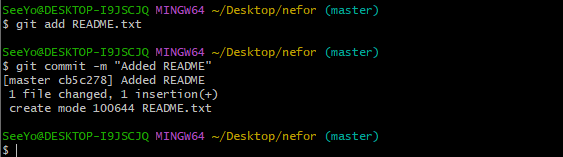 SeeYo@DESKTOP-I9JSCJQ MINGW64 ~/Desktop/nefor (master)
$ git add README.txt
SeeYo@DESKTOP-I9JSCJQ MINGW64 ~/Desktop/nefor (master)
$ git commit -m "Added README"
[master cb5c278] Added README
 1 file changed, 1 insertion(+)
 create mode 100644 README.txt
SeeYo@DESKTOP-I9JSCJQ MINGW64 ~/Desktop/nefor (master)
$